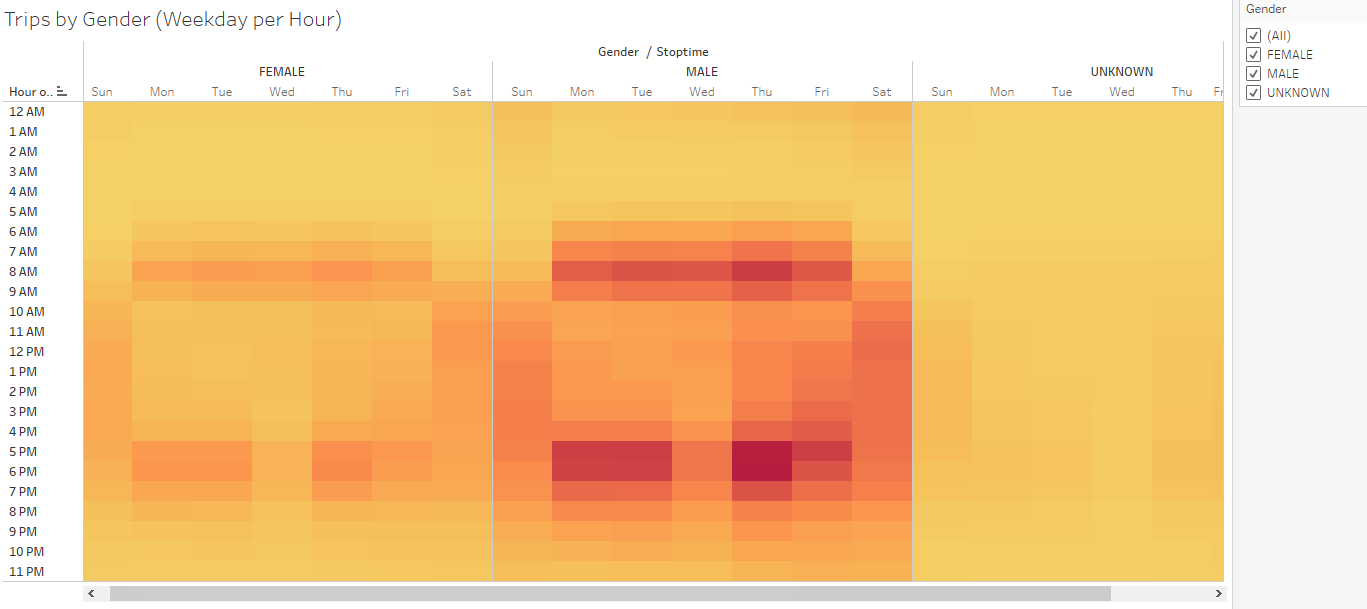 Trips by Gender (Weekday per Hour)
Gender / Stoptime
FEMALE MALE UNKNOWN
Hour o.. Sun Mon Tue Wed Thu Fri Sat Sun Mon Tue Wed Thu Fri Sat Sun Mon Tue Wed Thu Fr
12 AM
1 AM
2 AM
3 AM
4 AM
5 AM
6 AM
7 AM
8 AM
9 AM
10 AM
11 AM
12 PM
1 PM
2 PM
3 PM
4 PM
5 PM
6 PM
7 PM
8 PM
9 PM
10 PM
11 PM
Gender
(All)
FEMALE
MALE
UNKNOWN